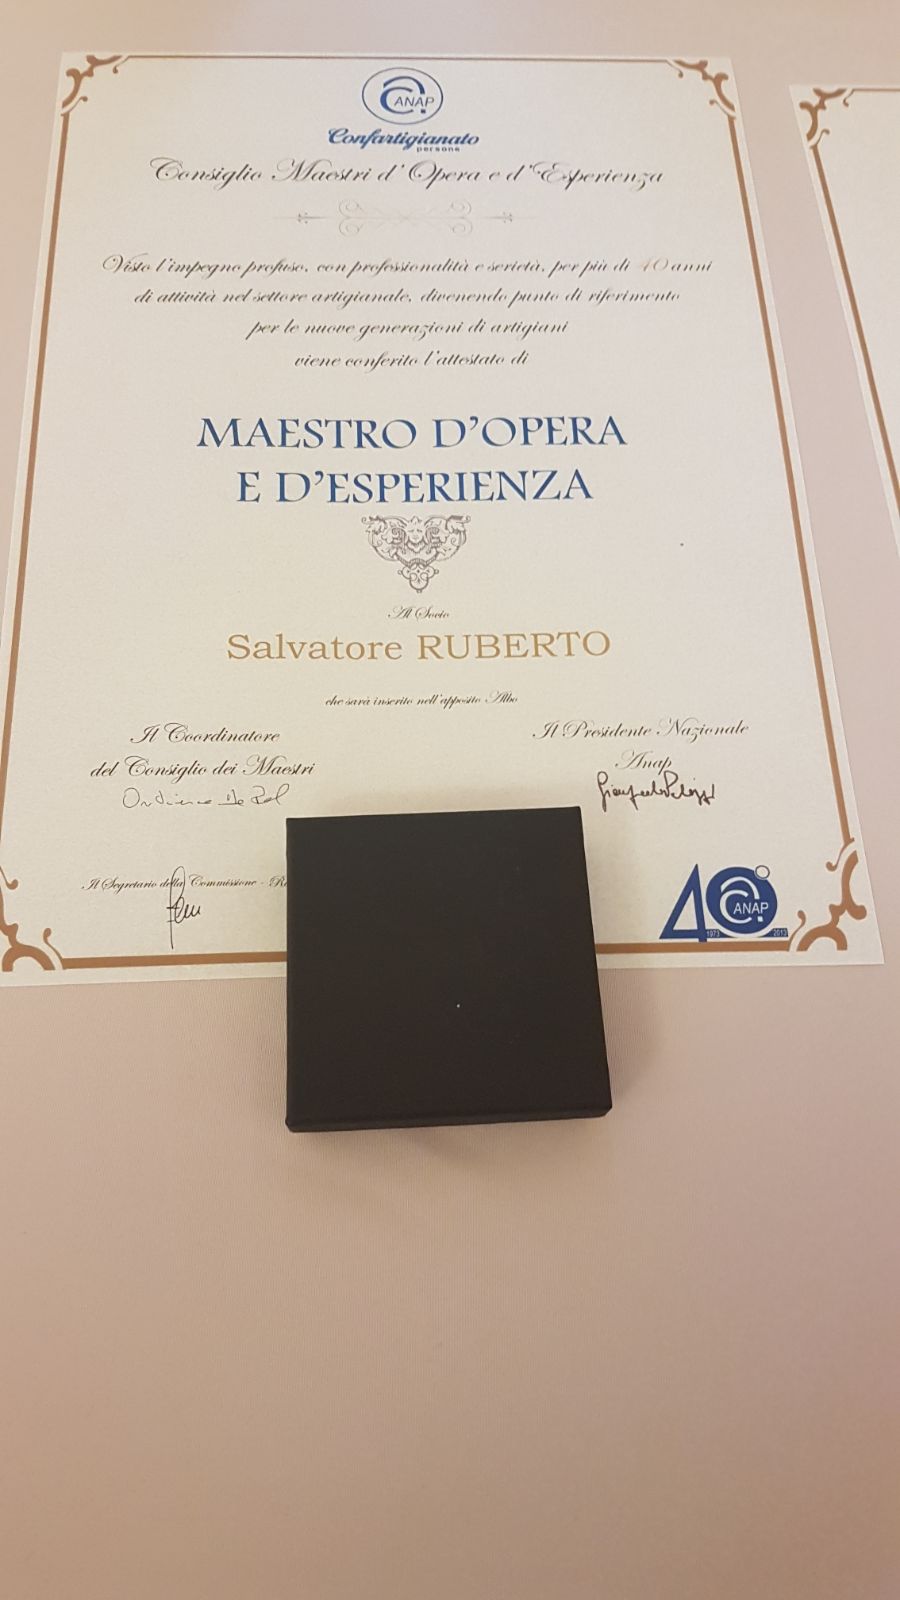 ANAP
Confartigianato
persone
Consiglio Maestri d'Opera e d'Esperienza
Visto l'impegno profuso, con professionalità e serietà, per più di 40 anni
di attività nel settore artigianale, divenendo punto di riferimento
per le nuove generazioni di artigiani
viene conferito l'attestato di
MAESTRO D'OPERA
E D'ESPERIENZA
Al Socio
Salvatore RUBERTO
che sarà inserito nell'apposito Albo
Il Coordinatore
del Consiglio dei Maestri
Il Presidente Nazionale
Anap
Il Segretario della Commissione -
40°
ANAP
1973 2013